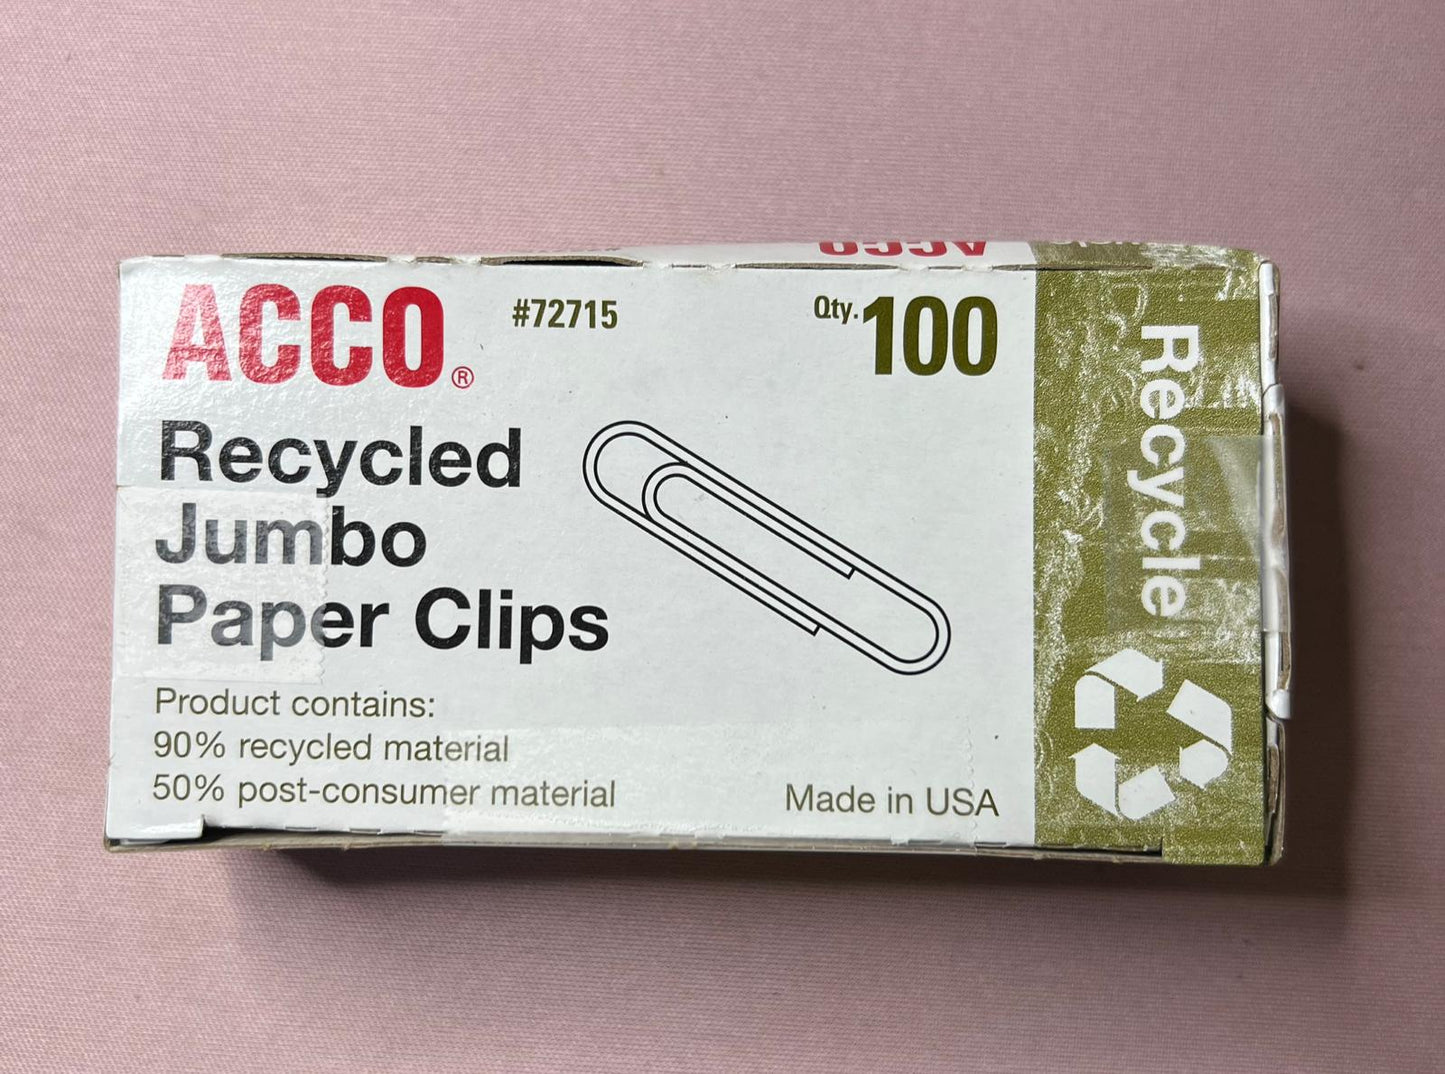 ACCO
ACCO®
#72715
Qty. 100
Recycled
Jumbo
Paper Clips
Product contains:
90% recycled material
50% post-consumer material
Made in USA
Recycle